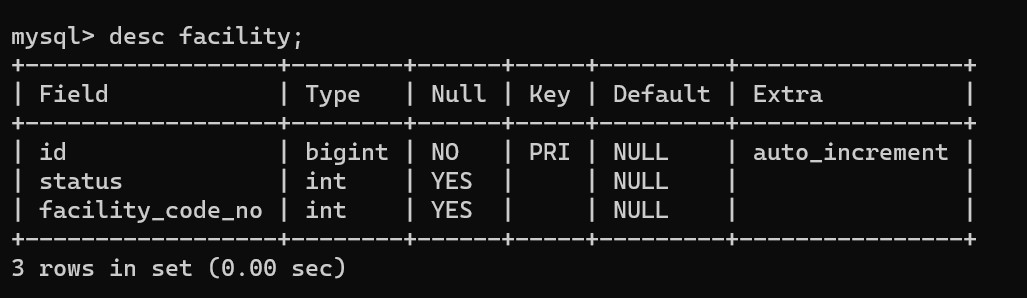 mysql> desc facility;
+------------------+--------+------+-----+---------+----------------+
| Field            | Type   | Null | Key | Default | Extra          |
+------------------+--------+------+-----+---------+----------------+
| id               | bigint | NO   | PRI | NULL    | auto_increment |
| status           | int    | YES  |     | NULL    |                |
| facility_code_no | int    | YES  |     | NULL    |                |
+------------------+--------+------+-----+---------+----------------+
3 rows in set (0.00 sec)